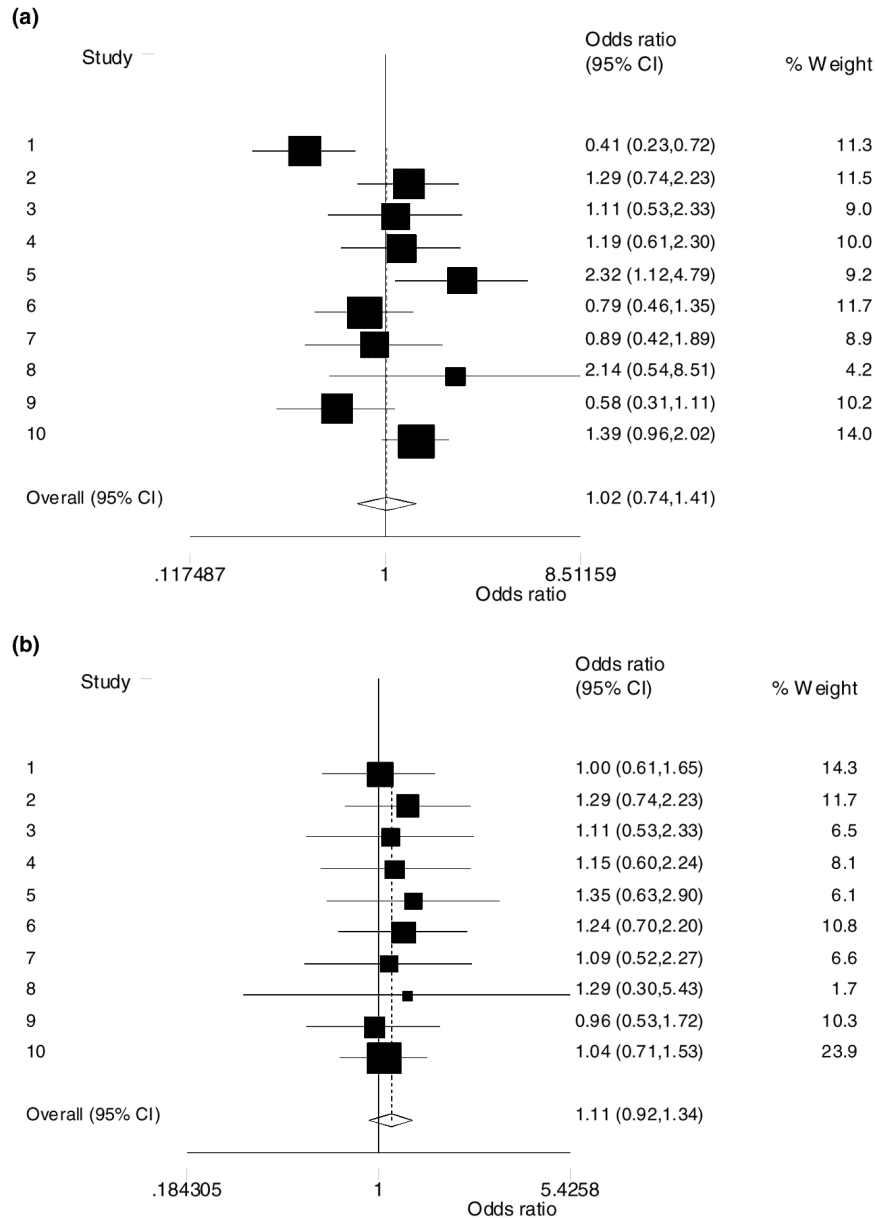 (a)
Study
Odds ratio
(95% CI)
% Weight
1 0.41 (0.23,0.72) 11.3
2 1.29 (0.74,2.23) 11.5
3 1.11 (0.53,2.33) 9.0
4 1.19 (0.61,2.30) 10.0
5 2.32 (1.12,4.79) 9.2
6 0.79 (0.46,1.35) 11.7
7 0.89 (0.42,1.89) 8.9
8 2.14 (0.54,8.51) 4.2
9 0.58 (0.31,1.11) 10.2
10 1.39 (0.96,2.02) 14.0
Overall (95% CI) 1.02 (0.74,1.41)
.117487 1 8.51159
Odds ratio
(b)
Study
Odds ratio
(95% CI)
% Weight
1 1.00 (0.61,1.65) 14.3
2 1.29 (0.74,2.23) 11.7
3 1.11 (0.53,2.33) 6.5
4 1.15 (0.60,2.24) 8.1
5 1.35 (0.63,2.90) 6.1
6 1.24 (0.70,2.20) 10.8
7 1.09 (0.52,2.27) 6.6
8 1.29 (0.30,5.43) 1.7
9 0.96 (0.53,1.72) 10.3
10 1.04 (0.71,1.53) 23.9
Overall (95% CI) 1.11 (0.92,1.34)
.184305 1 5.4258
Odds ratio